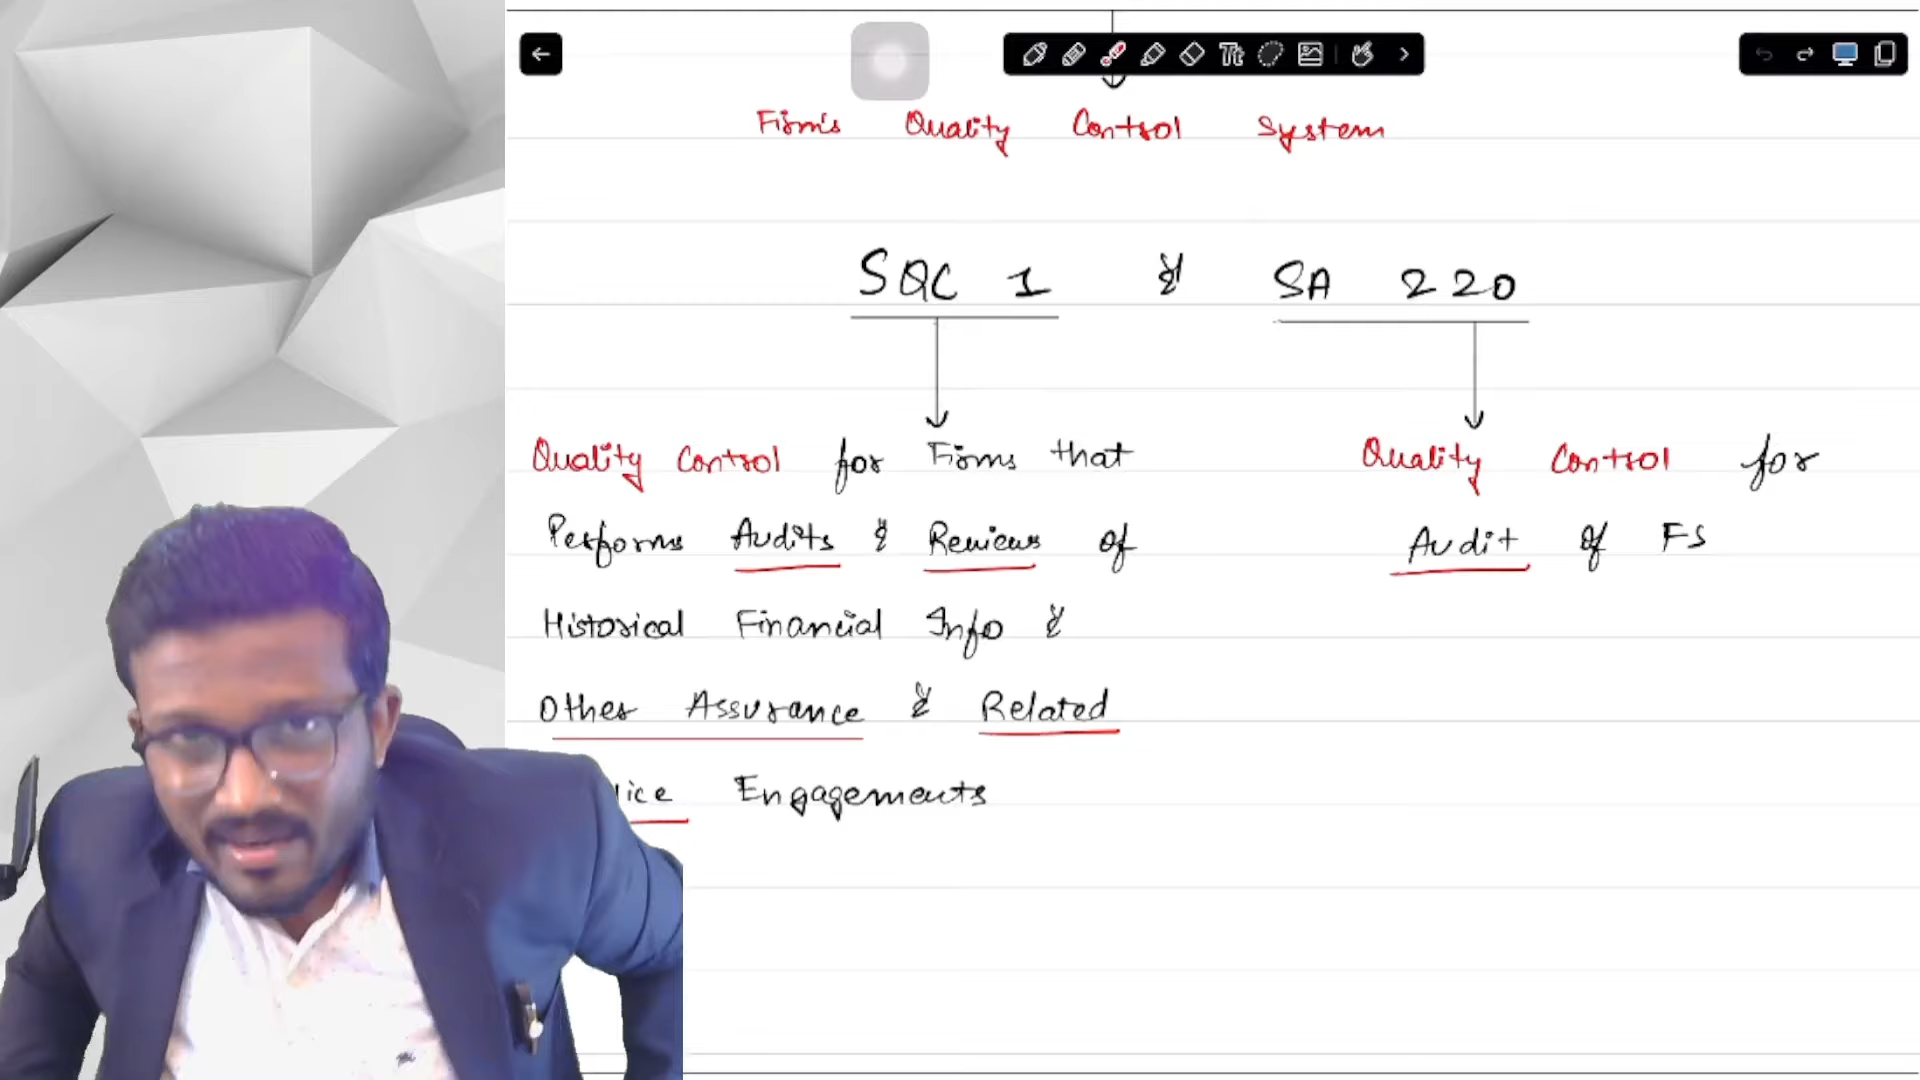 Tt
Firm's Quality Control System
SQC 1 & SA 220
Quality Control for Firms that
Performs Audits & Reviews of
Historical Financial Info &
Other Assurance & Related
Engagements
Quality Control for
Audit of FS